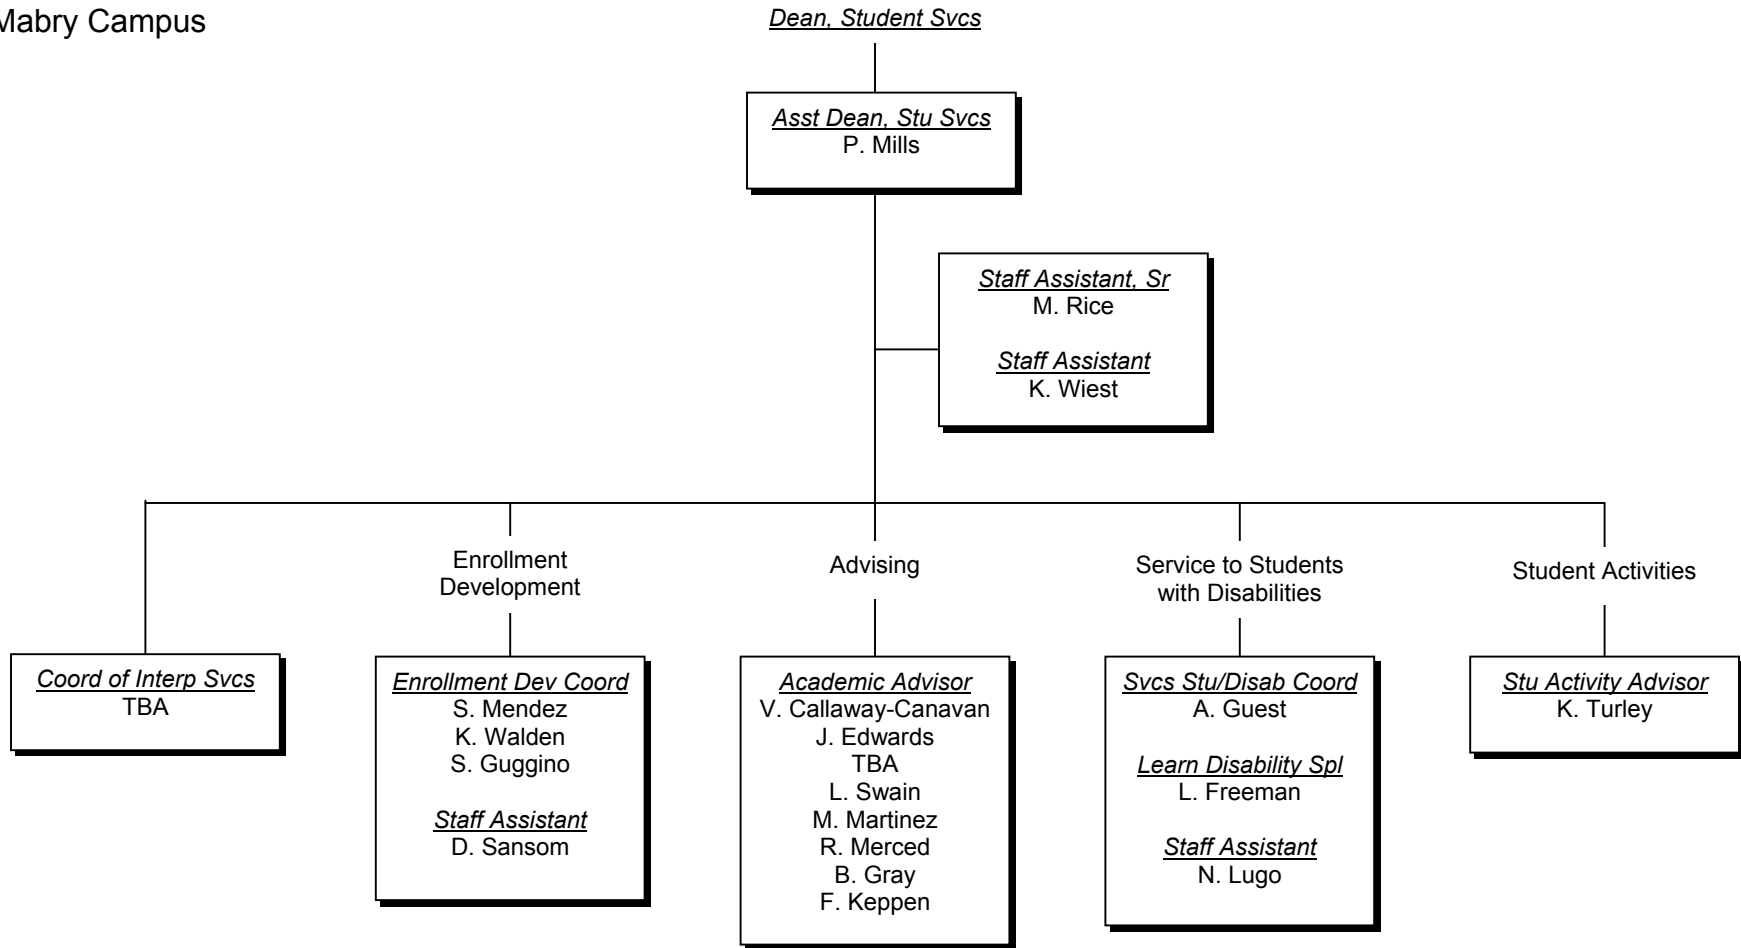 Mabry Campus
Dean, Student Svcs
Asst Dean, Stu Svcs
P. Mills
Staff Assistant, Sr
M. Rice
Staff Assistant
K. Wiest
Enrollment
Development
Advising
Service to Students
with Disabilities
Student Activities
Coord of Interp Svcs
TBA
Enrollment Dev Coord
S. Mendez
K. Walden
S. Guggino
Staff Assistant
D. Sansom
Academic Advisor
V. Callaway-Canavan
J. Edwards
TBA
L. Swain
M. Martinez
R. Merced
B. Gray
F. Keppen
Svcs Stu/Disab Coord
A. Guest
Learn Disability Spl
L. Freeman
Staff Assistant
N. Lugo
Stu Activity Advisor
K. Turley